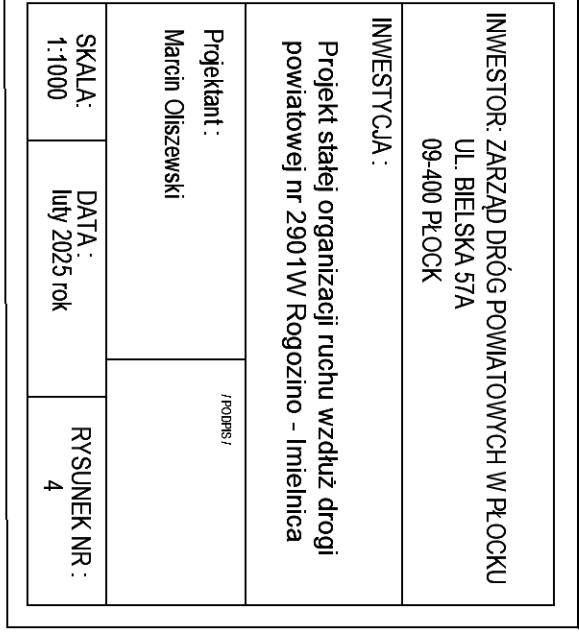 INWESTOR: ZARZĄD DRÓG POWIATOWYCH W PŁOCKU
UL. BIELSKA 57A
09-400 PŁOCK
INWESTYCJA :
Projekt stałej organizacji ruchu wzdłuż drogi
powiatowej nr 2901W Rogozino - Imielnica
Projektant :
Marcin Oliszewski
/ PODPIS /
SKALA:
1:1000
DATA :
luty 2025 rok
RYSUNEK NR :
4